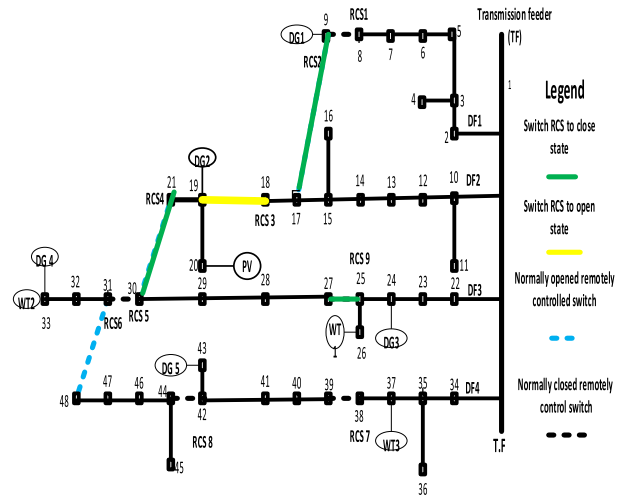 9
RCS1
DG1
RCS2
8
7
6
5
Transmission feeder
(TF)
1
Legend
4
3
DF1
2
Switch RCS to close
state
16
DG2
21
19
18
RCS4
RCS 3
17
15
14
13
12
10
DF2
Switch RCS to open
state
20
PV
11
DG 4
RCS 9
Normally opened remotely
controlled switch
WT2
33
32
31
30
29
28
27
25
24
23
22
DF3
RCS6
RCS 5
WT
1
26
DG3
43
DG 5
Normally closed remotely
control switch
48
47
46
44
42
41
40
39
38
37
35
34
DF4
RCS 8
RCS 7
WT3
45
36
T.F